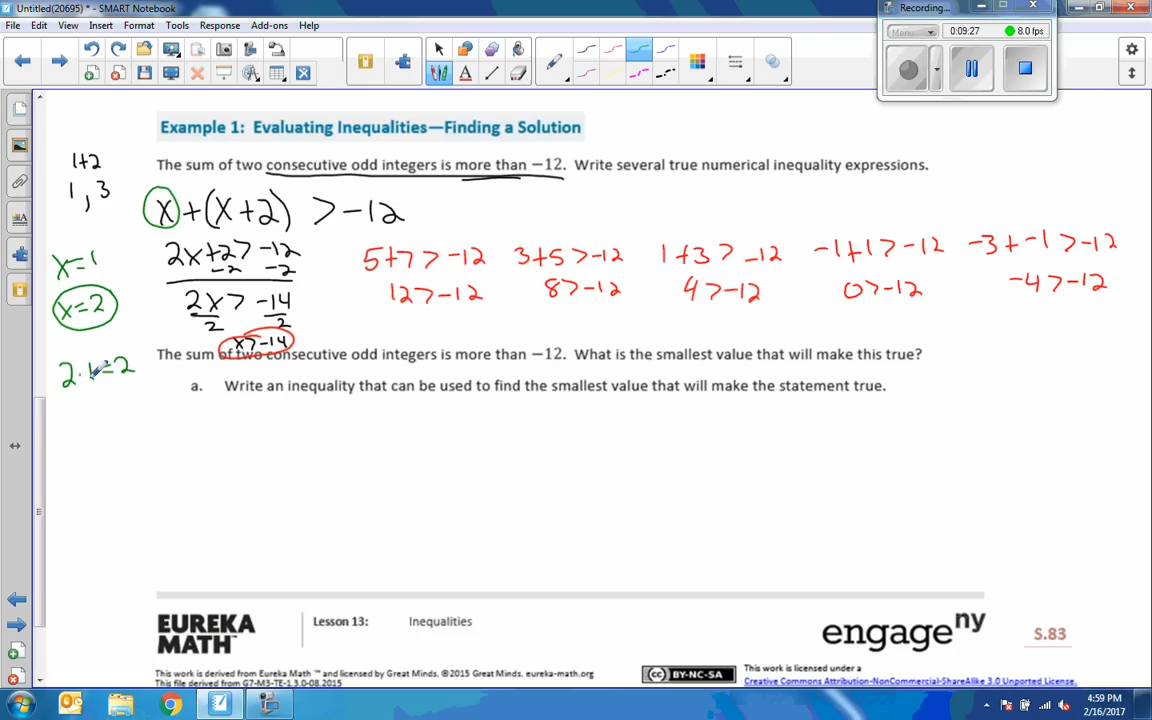 Untitled(20695) * - SMART Notebook
Recording...
File Edit View Insert Format Tools Response Add-ons Help
Menu
0:09:27
8.0 fps
Example 1: Evaluating Inequalities—Finding a Solution
The sum of two consecutive odd integers is more than −12. Write several true numerical inequality expressions.
1+2
1, 3
x+(x+2) >-12
2x+2>-12
-2 -2
2x> -14
2 2
x>-14
x=1
x=2
2·1=2
5+7>-12 3+5>-12 1+3>-12 -1+1>-12 -3+-1>-12
12>-12 8>-12 4>-12 0>-12 -4>-12
The sum of two consecutive odd integers is more than −12. What is the smallest value that will make this true?
a. Write an inequality that can be used to find the smallest value that will make the statement true.
EUREKA MATH
Lesson 13: Inequalities
engage ny
S.83
This work is derived from Eureka Math ™ and licensed by Great Minds. ©2015 Great Minds. eureka-math.org
This file derived from G7-M3-TE-1.3.0-08.2015
(cc) BY-NC-SA
This work is licensed under a
Creative Commons Attribution-NonCommercial-ShareAlike 3.0 Unported License.
4:59 PM
2/16/2017